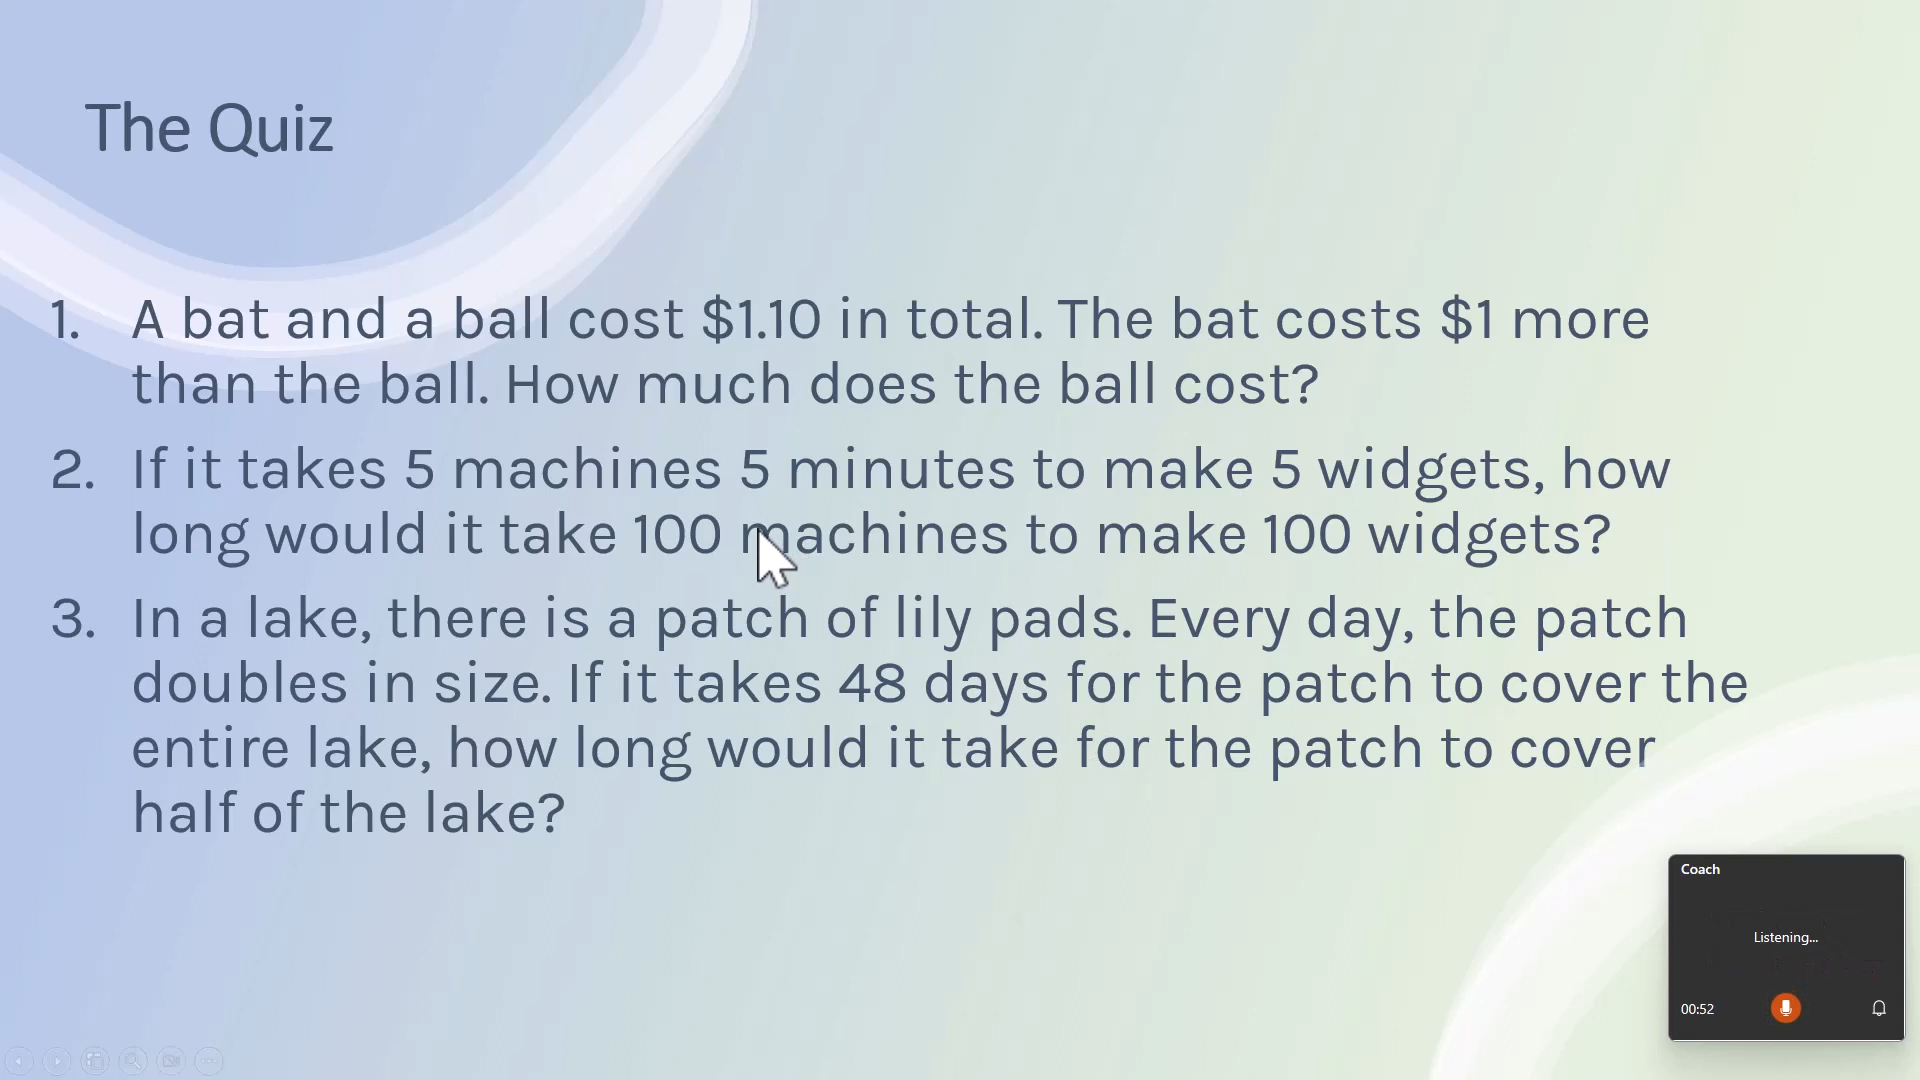 The Quiz
1. A bat and a ball cost $1.10 in total. The bat costs $1 more
than the ball. How much does the ball cost?
2. If it takes 5 machines 5 minutes to make 5 widgets, how
long would it take 100 machines to make 100 widgets?
3. In a lake, there is a patch of lily pads. Every day, the patch
doubles in size. If it takes 48 days for the patch to cover the
entire lake, how long would it take for the patch to cover
half of the lake?
Coach
Listening...
00:52